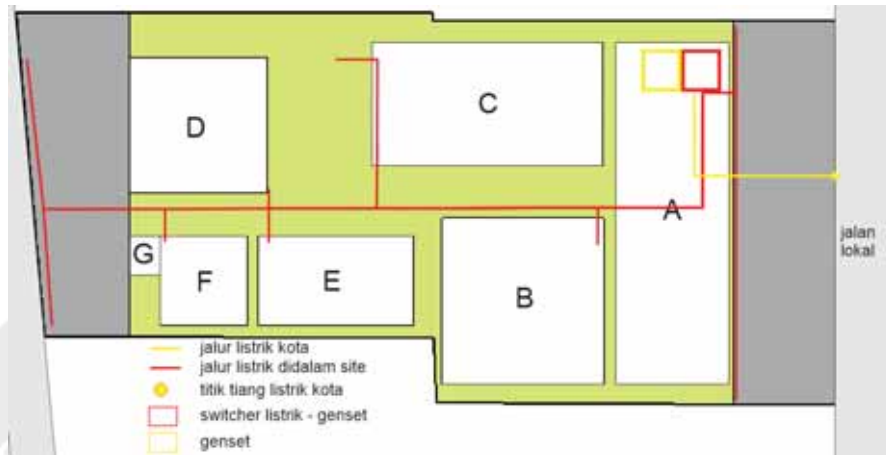 C
D
A
jalan
lokal
G
F
E
B
jalur listrik kota
jalur listrik didalam site
titik tiang listrik kota
switcher listrik - genset
genset